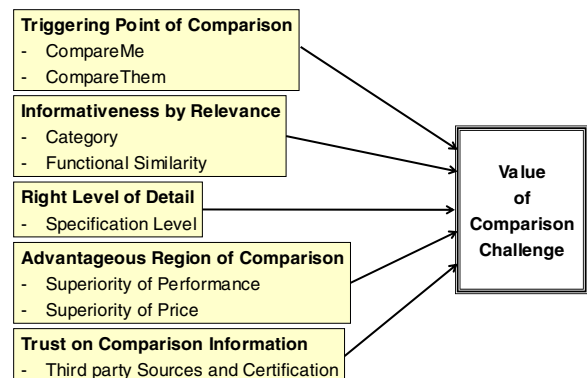 Triggering Point of Comparison
- CompareMe
- CompareThem
Informativeness by Relevance
- Category
- Functional Similarity
Right Level of Detail
- Specification Level
Advantageous Region of Comparison
- Superiority of Performance
- Superiority of Price
Trust on Comparison Information
- Third party Sources and Certification
Value
of
Comparison
Challenge